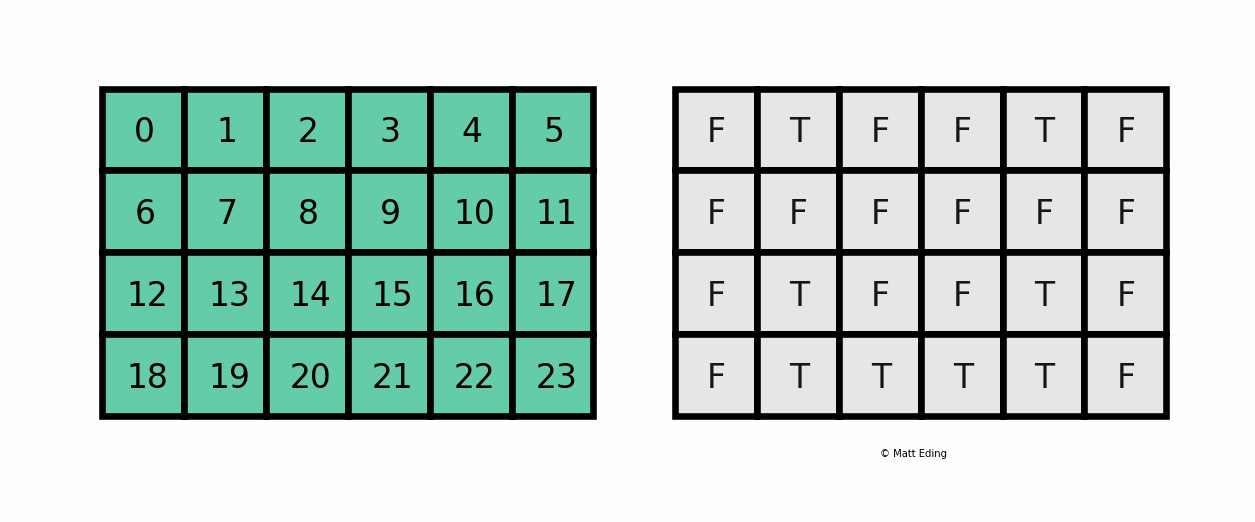 0 1 2 3 4 5
6 7 8 9 10 11
12 13 14 15 16 17
18 19 20 21 22 23
F T F F T F
F F F F F F
F T F F T F
F T T T T F
© Matt Eding